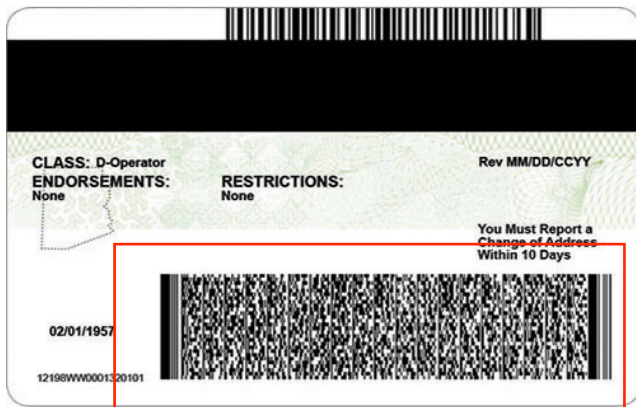 CLASS: D-Operator
Rev MM/DD/CCYY
ENDORSEMENTS:
None
RESTRICTIONS:
None
You Must Report a
Change of Address
Within 10 Days
02/01/1957
12198WW0001320101